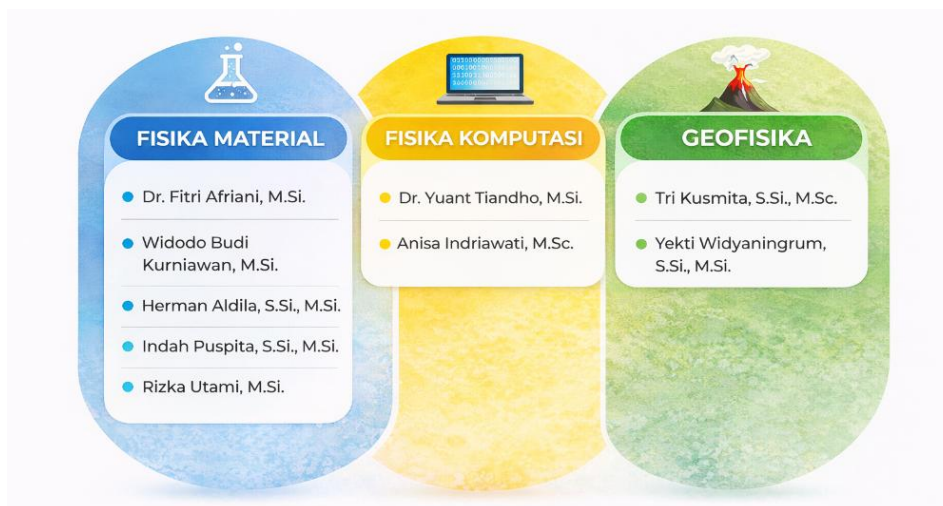 FISIKA MATERIAL
Dr. Fitri Afriani, M.Si.
Widodo Budi
Kurniawan, M.Si.
Herman Aldila, S.Si., M.Si.
Indah Puspita, S.Si., M.Si.
Rizka Utami, M.Si.
FISIKA KOMPUTASI
Dr. Yuant Tiandho, M.Si.
Anisa Indriawati, M.Sc.
GEOFISIKA
Tri Kusmita, S.Si., M.Sc.
Yekti Widyaningrum,
S.Si., M.Si.